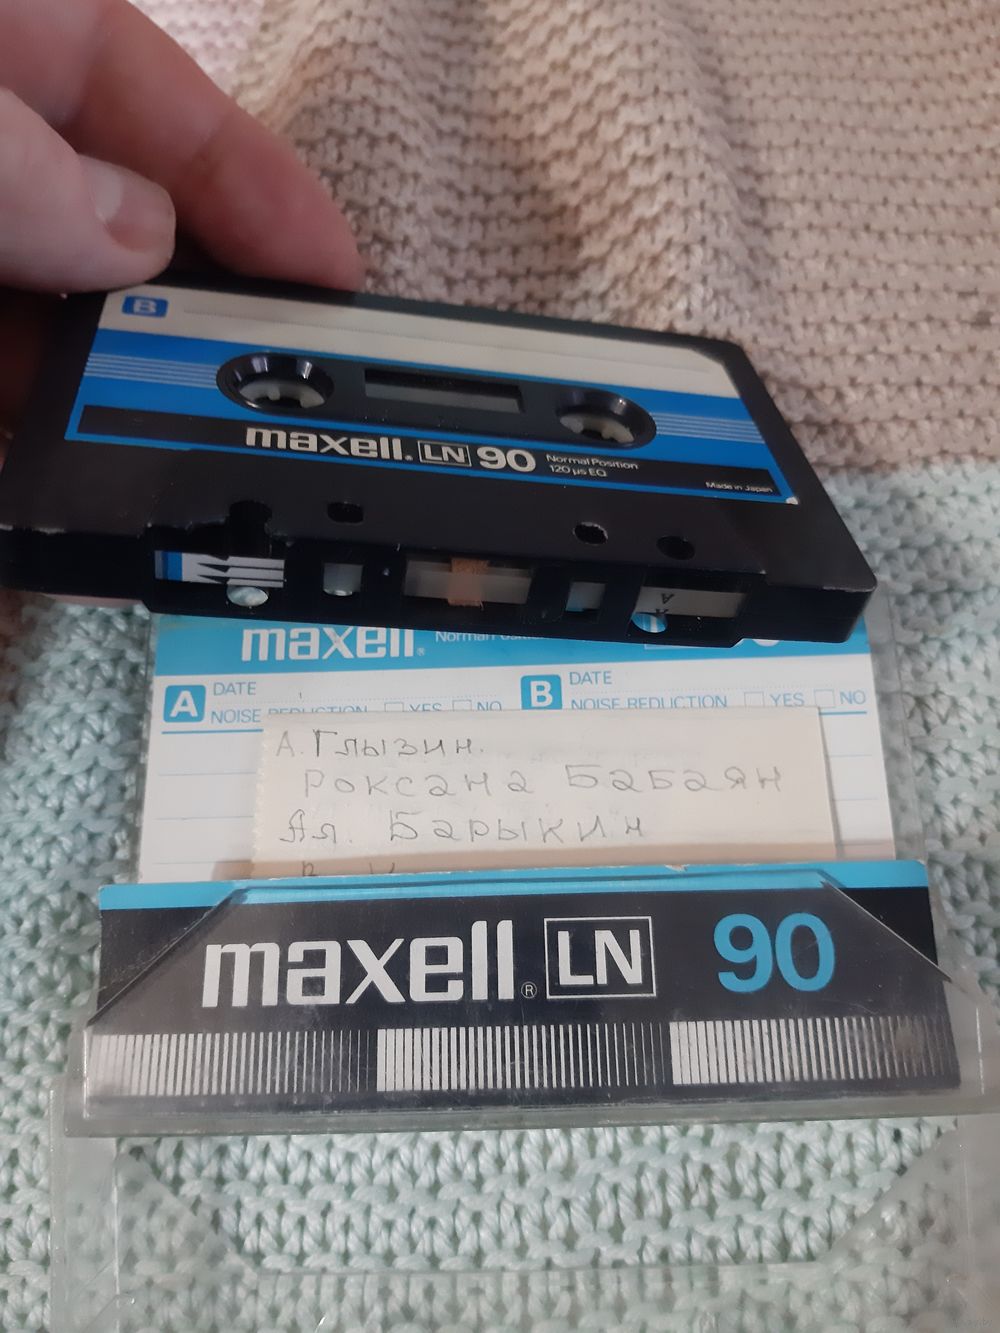 B
maxell. LN 90 Normal Position
120 µs EQ
Made in Japan
A
maxell®
A DATE
NOISE REDUCTION YES NO
B DATE
NOISE REDUCTION YES NO
А. Глызин.
Роксана Бабаян
Ал. Барыкин
maxell® LN 90